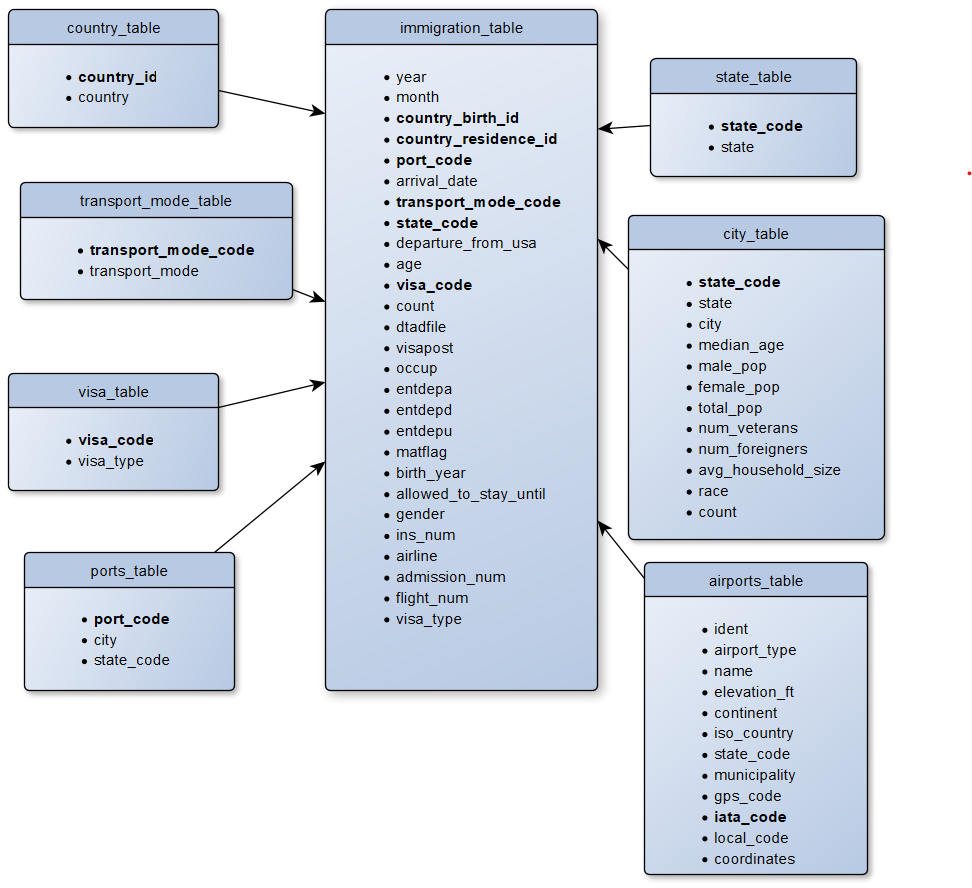 country_table
country_id
country
transport_mode_table
transport_mode_code
transport_mode
visa_table
visa_code
visa_type
ports_table
port_code
city
state_code
immigration_table
year
month
country_birth_id
country_residence_id
port_code
arrival_date
transport_mode_code
state_code
departure_from_usa
age
visa_code
count
dtadfile
visapost
occup
entdepa
entdepd
entdepu
matflag
birth_year
allowed_to_stay_until
gender
ins_num
airline
admission_num
flight_num
visa_type
state_table
state_code
state
city_table
state_code
state
city
median_age
male_pop
female_pop
total_pop
num_veterans
num_foreigners
avg_household_size
race
count
airports_table
ident
airport_type
name
elevation_ft
continent
iso_country
state_code
municipality
gps_code
iata_code
local_code
coordinates